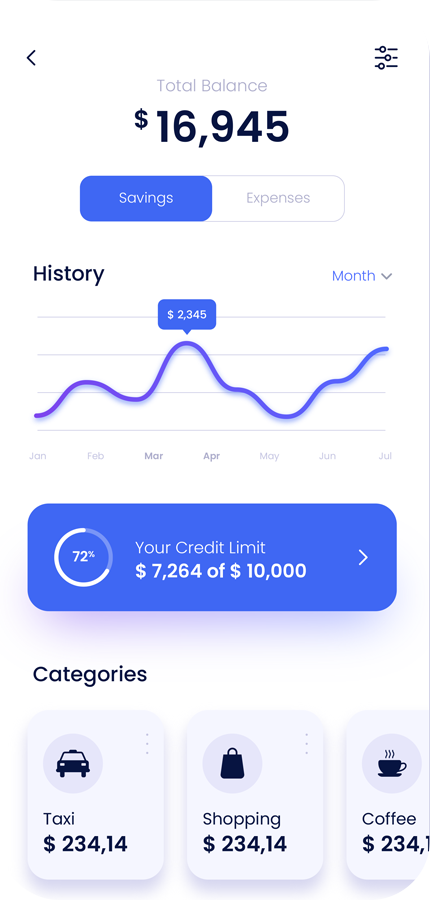 Total Balance
$ 16,945
Savings Expenses
History
Month
$ 2,345
Jan Feb Mar Apr May Jun Jul
72%
Your Credit Limit
$ 7,264 of $ 10,000
Categories
Taxi Shopping Coffee
$ 234,14 $ 234,14 $ 234,1